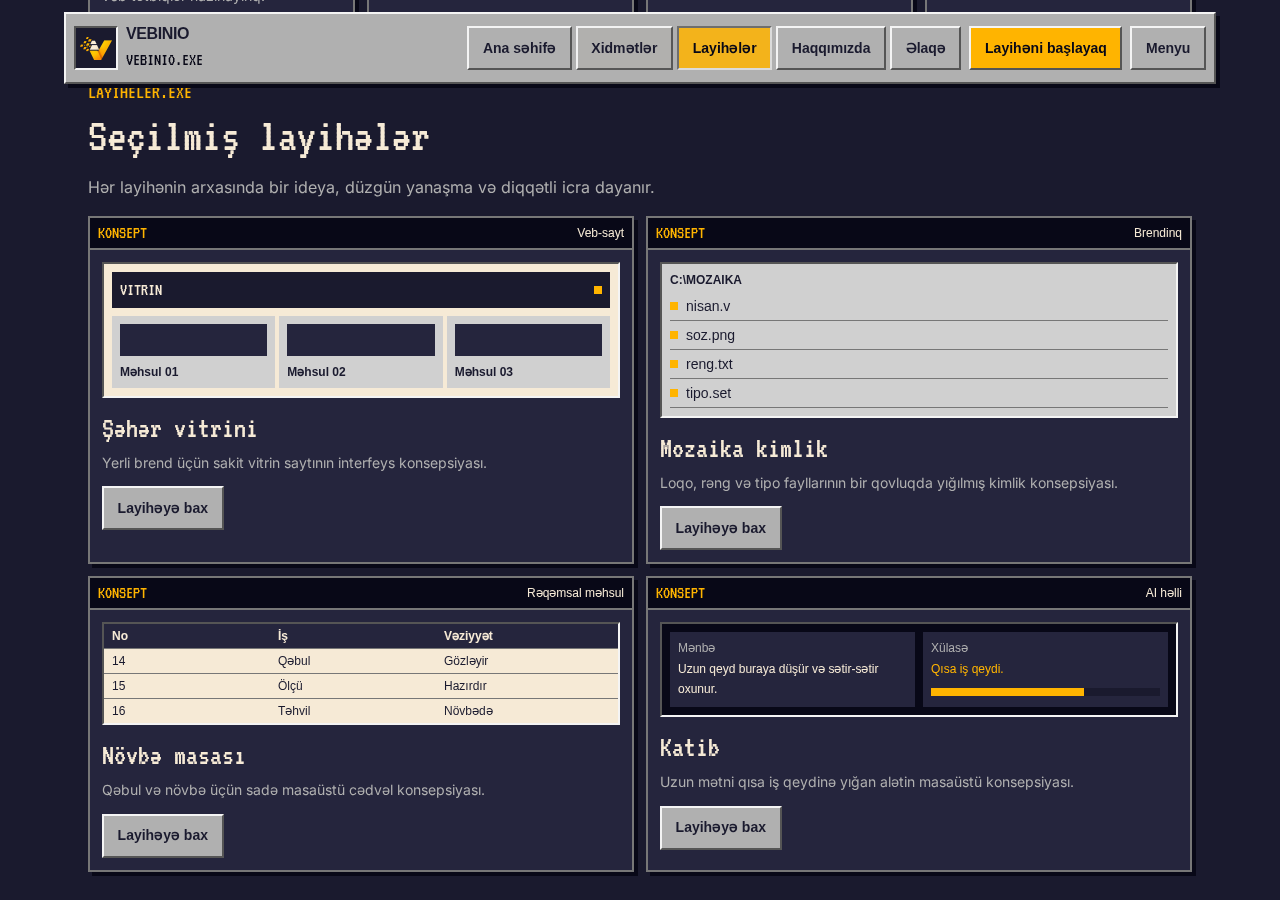 VEBINIO
VEBINIO.EXE
Ana səhifə
Xidmətlər
Layihələr
Haqqımızda
Əlaqə
Layihəni başlayaq
Menyu
LAYIHELER.EXE
Seçilmiş layihələr
Hər layihənin arxasında bir ideya, düzgün yanaşma və diqqətli icra dayanır.
KONSEPT
Veb-sayt
VITRIN
Məhsul 01
Məhsul 02
Məhsul 03
Şəhər vitrini
Yerli brend üçün sakit vitrin saytının interfeys konsepsiyası.
Layihəyə bax
KONSEPT
Brendinq
C:\MOZAIKA
nisan.v
soz.png
reng.txt
tipo.set
Mozaika kimlik
Loqo, rəng və tipo fayllarının bir qovluqda yığılmış kimlik konsepsiyası.
Layihəyə bax
KONSEPT
Rəqəmsal məhsul
No İş Vəziyyət
14 Qəbul Gözləyir
15 Ölçü Hazırdır
16 Təhvil Növbədə
Növbə masası
Qəbul və növbə üçün sadə masaüstü cədvəl konsepsiyası.
Layihəyə bax
KONSEPT
AI həlli
Mənbə
Uzun qeyd buraya düşür və sətir-sətir
oxunur.
Xülasə
Qısa iş qeydi.
Katib
Uzun mətni qısa iş qeydinə yığan alətin masaüstü konsepsiyası.
Layihəyə bax